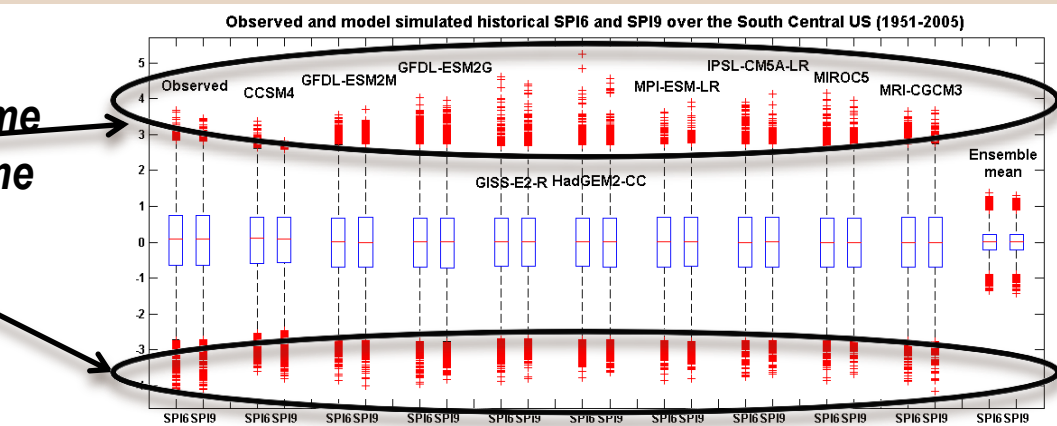 Observed and model simulated historical SPI6 and SPI9 over the South Central US (1951-2005)
5
4
3
2
1
0
-1
-2
-3
Observed
CCSM4
GFDL-ESM2M
GFDL-ESM2G
GISS-E2-R HadGEM2-CC
MPI-ESM-LR
IPSL-CM5A-LR
MIROC5
MRI-CGCM3
Ensemble
mean
SPI6 SPI9 SPI6 SPI9 SPI6 SPI9 SPI6 SPI9 SPI6 SPI9 SPI6 SPI9 SPI6 SPI9 SPI6 SPI9 SPI6 SPI9 SPI6 SPI9 SPI6 SPI9